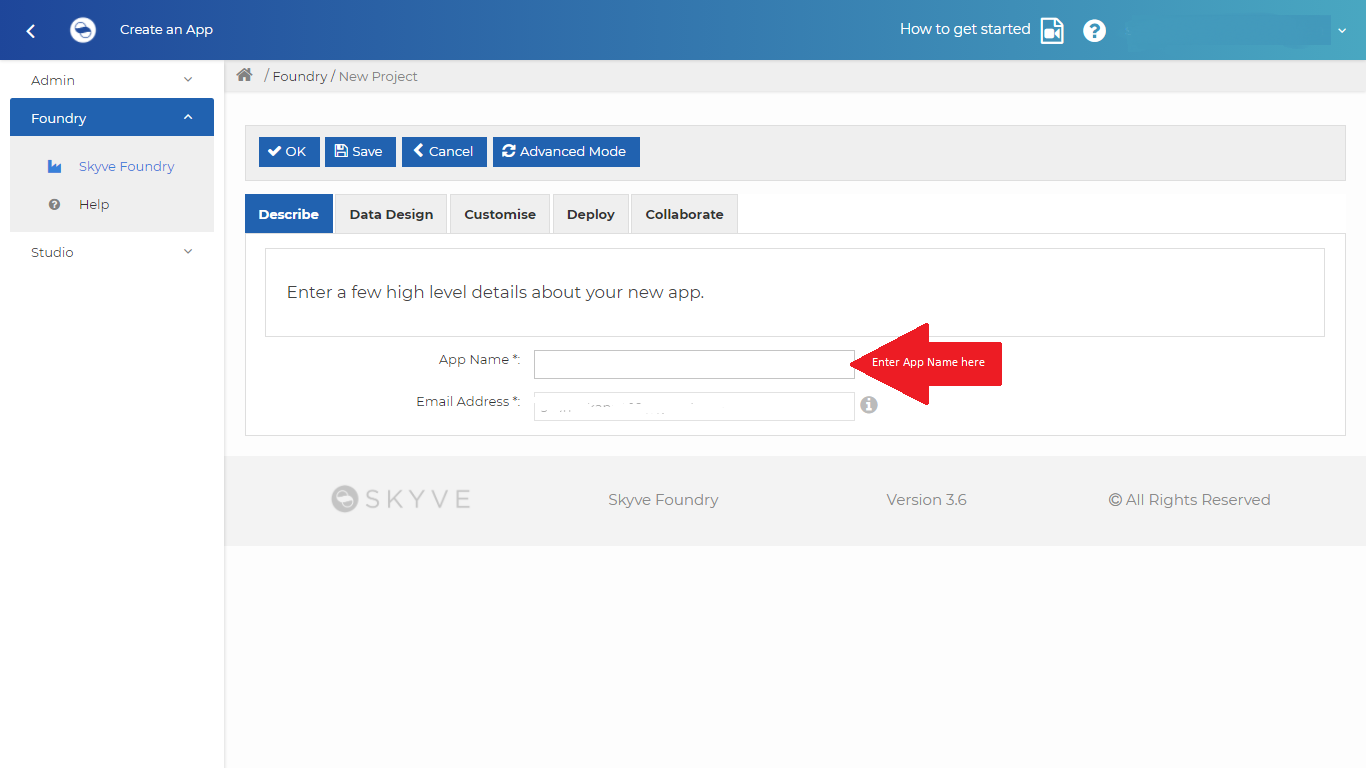 Create an App
How to get started
Admin
Foundry
Skyve Foundry
Help
Studio
/ Foundry / New Project
OK Save Cancel Advanced Mode
Describe Data Design Customise Deploy Collaborate
Enter a few high level details about your new app.
App Name *:
Enter App Name here
Email Address *:
SKYVE Skyve Foundry Version 3.6 © All Rights Reserved